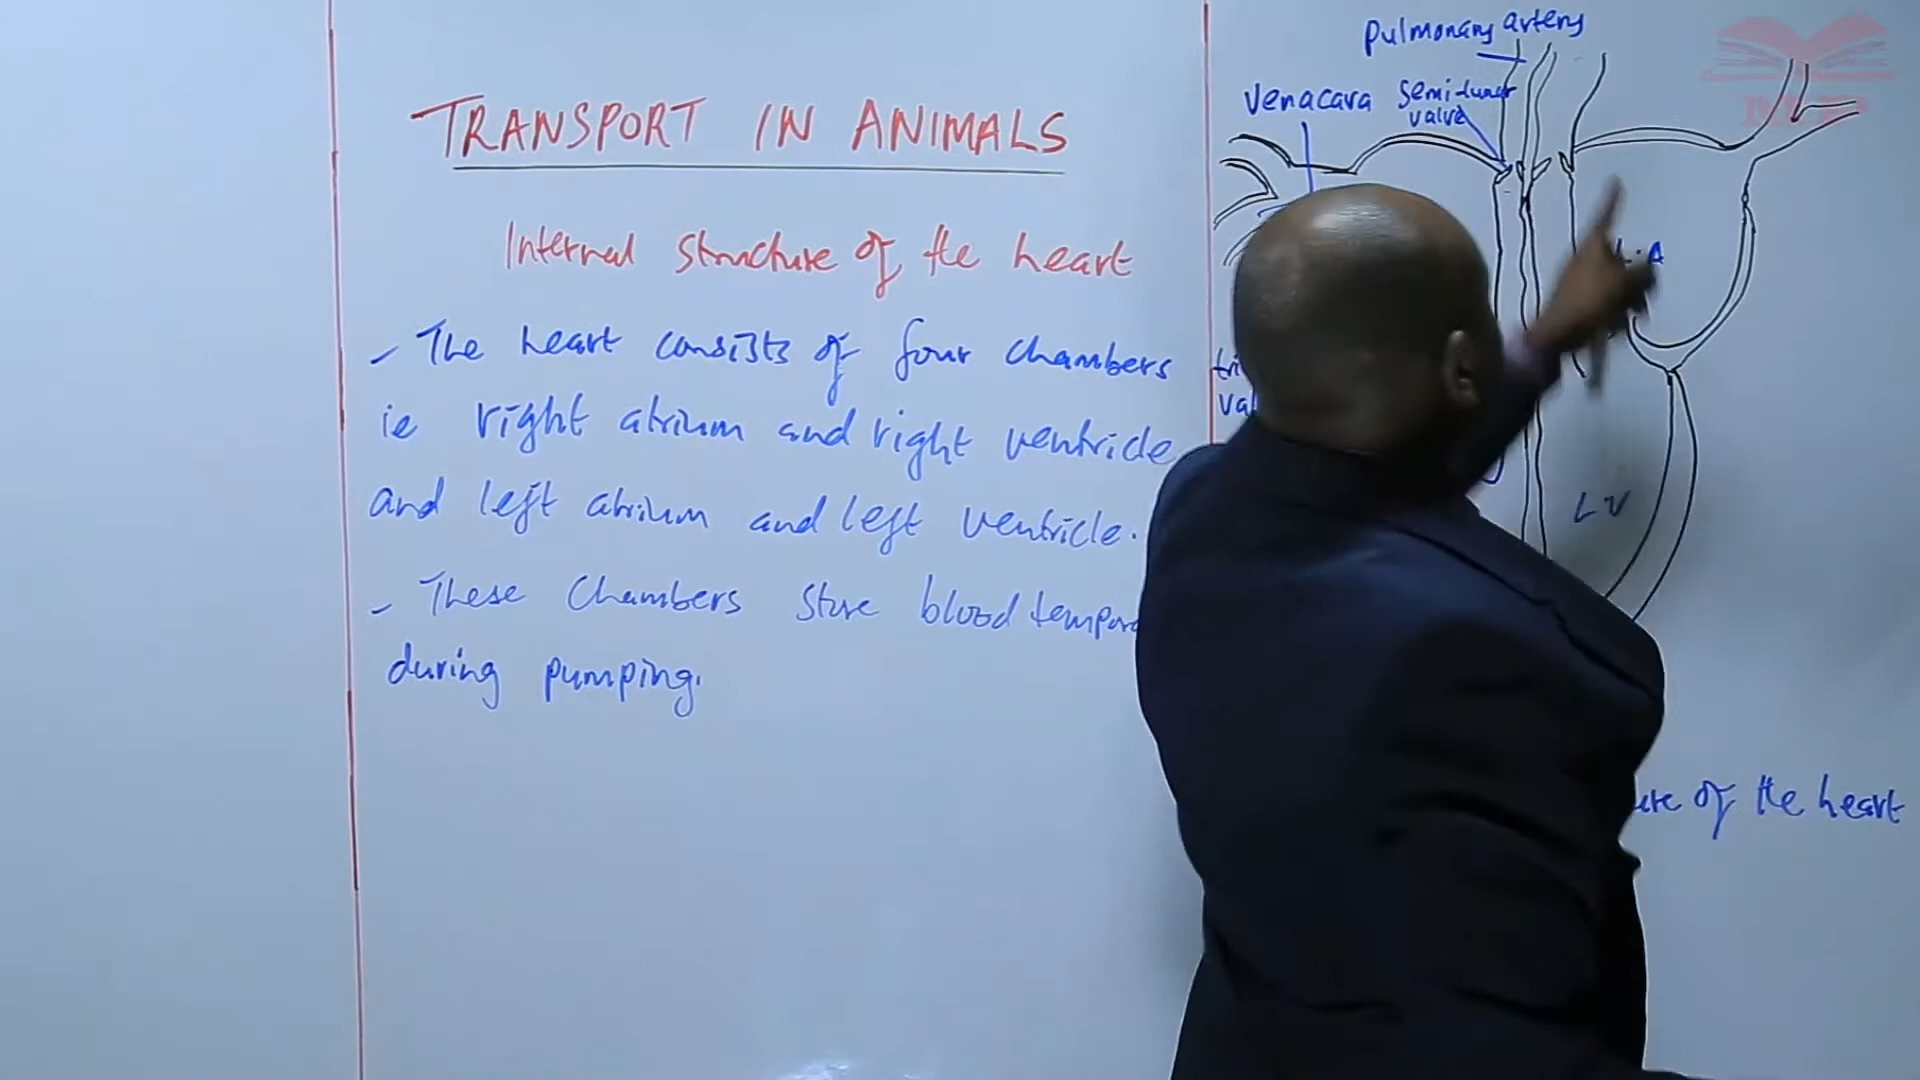 TRANSPORT IN ANIMALS
Internal structure of the heart
- The heart consists of four chambers
ie right atrium and right ventricle
and left atrium and left ventricle.
- These chambers store blood
during pumping.
pulmonary artery
venacava
semi-lunar
valve
L.A
LV
of the heart